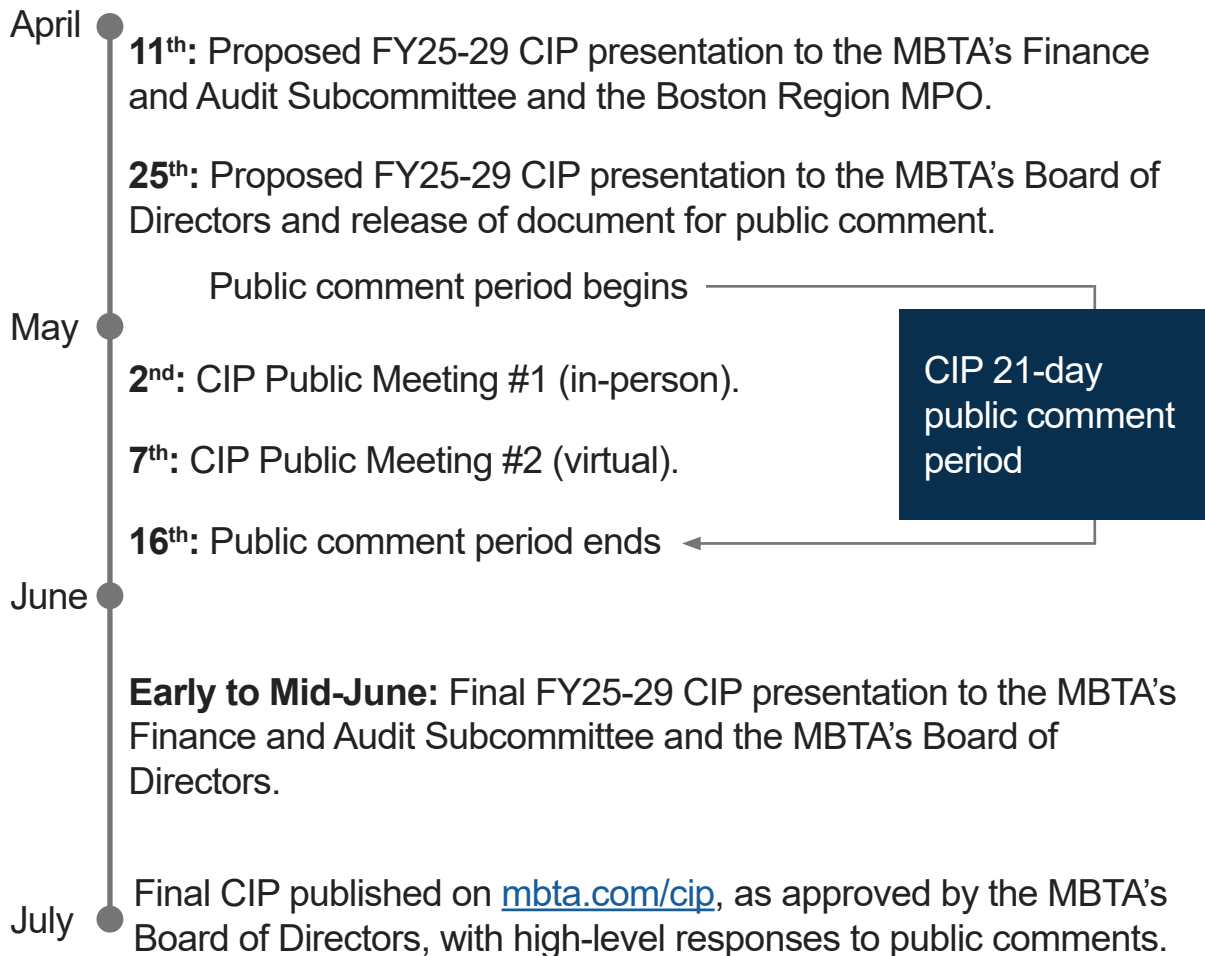 April
11th: Proposed FY25-29 CIP presentation to the MBTA’s Finance
and Audit Subcommittee and the Boston Region MPO.
25th: Proposed FY25-29 CIP presentation to the MBTA’s Board of
Directors and release of document for public comment.
Public comment period begins
May
2nd: CIP Public Meeting #1 (in-person).
7th: CIP Public Meeting #2 (virtual).
16th: Public comment period ends
CIP 21-day
public comment
period
June
Early to Mid-June: Final FY25-29 CIP presentation to the MBTA’s
Finance and Audit Subcommittee and the MBTA’s Board of
Directors.
July
Final CIP published on mbta.com/cip, as approved by the MBTA’s
Board of Directors, with high-level responses to public comments.